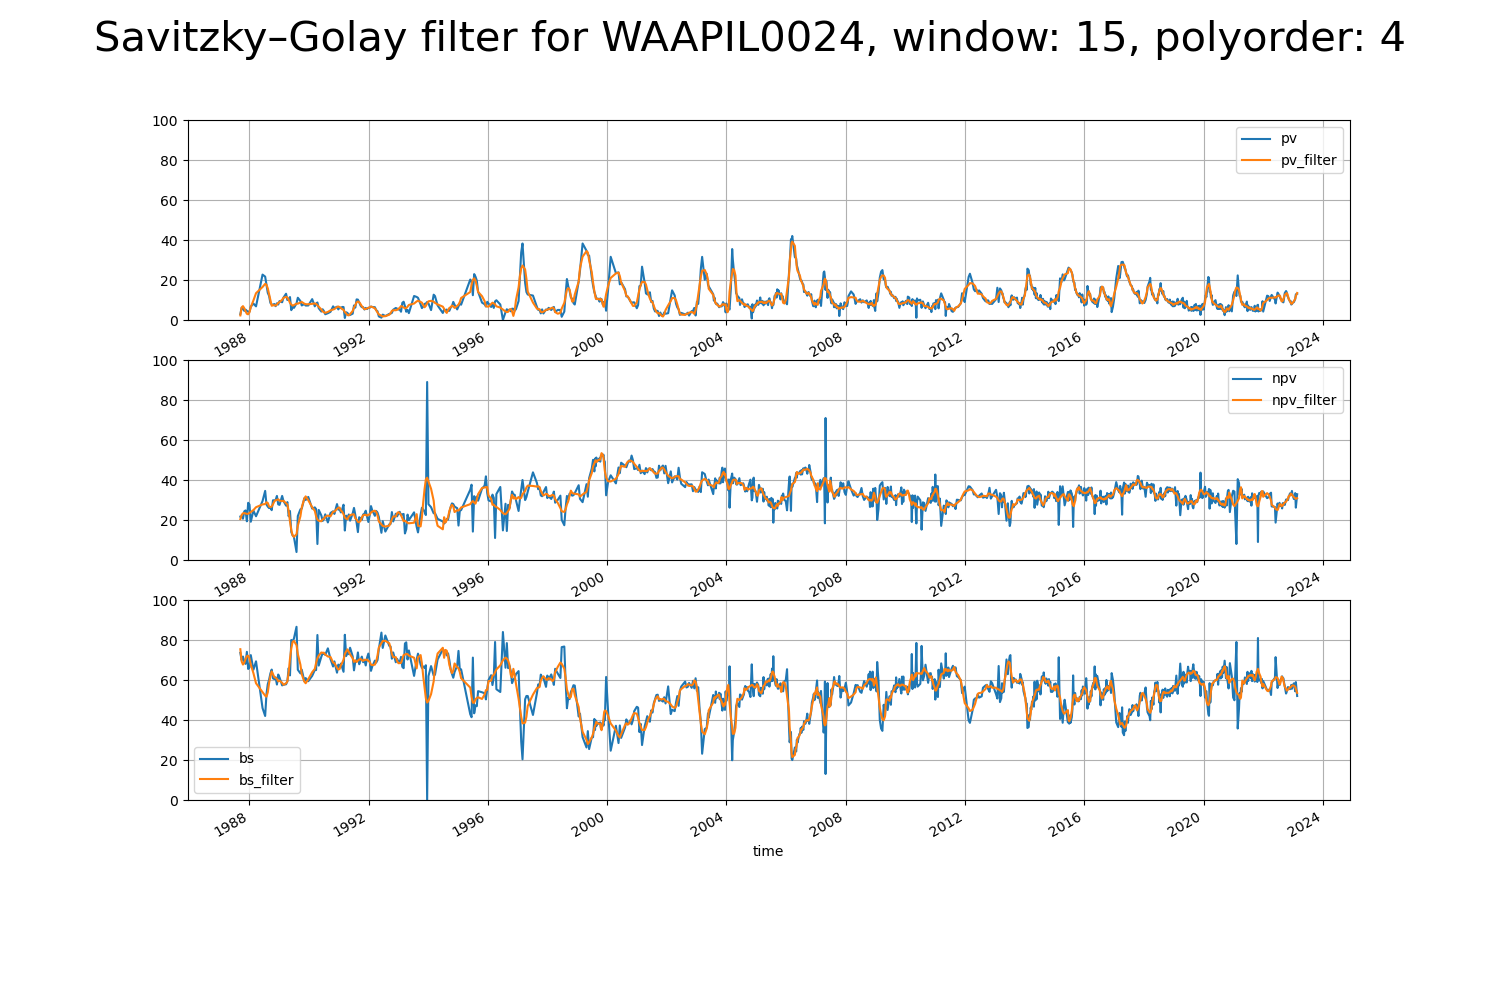 Savitzky–Golay filter for WAAPIL0024, window: 15, polyorder: 4
100
80
60
40
20
0
pv
pv_filter
1988 1992 1996 2000 2004 2008 2012 2016 2020 2024
100
80
60
40
20
0
npv
npv_filter
1988 1992 1996 2000 2004 2008 2012 2016 2020 2024
100
80
60
40
20
0
bs
bs_filter
1988 1992 1996 2000 2004 2008 2012 2016 2020 2024
time